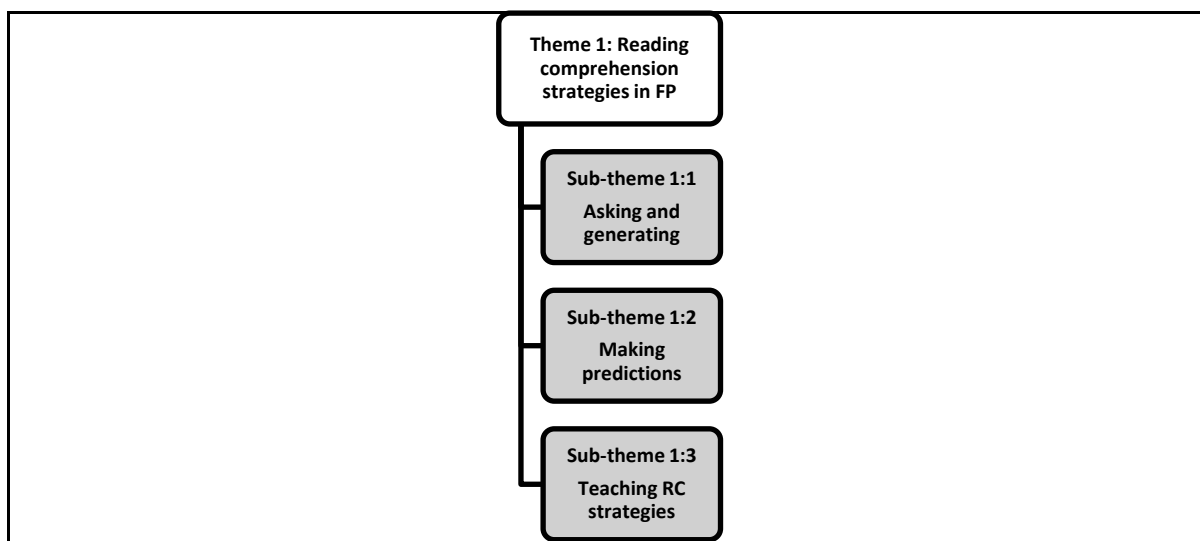 Theme 1: Reading
comprehension
strategies in FP
Sub-theme 1:1
Asking and
generating
Sub-theme 1:2
Making
predictions
Sub-theme 1:3
Teaching RC
strategies